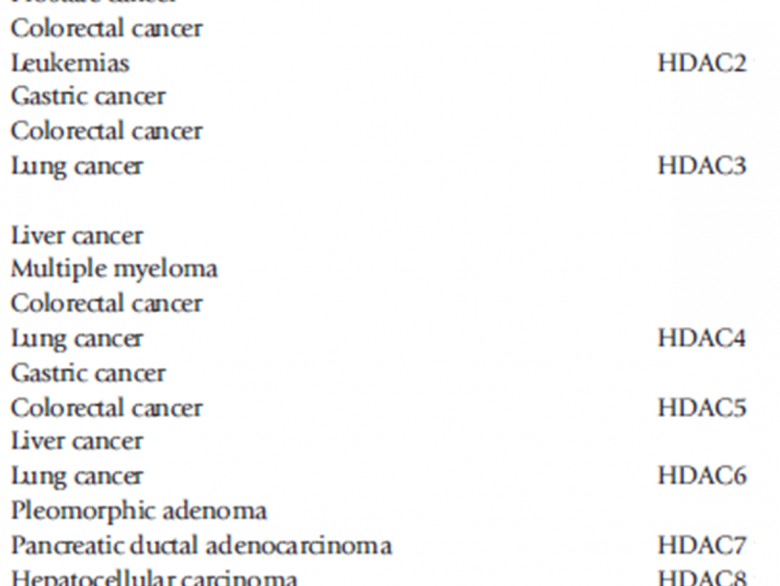 Prostate cancer
Colorectal cancer
Leukemias HDAC2
Gastric cancer
Colorectal cancer
Lung cancer HDAC3
Liver cancer
Multiple myeloma
Colorectal cancer
Lung cancer HDAC4
Gastric cancer
Colorectal cancer HDAC5
Liver cancer
Lung cancer HDAC6
Pleomorphic adenoma
Pancreatic ductal adenocarcinoma HDAC7
Hepatocellular carcinoma HDAC8